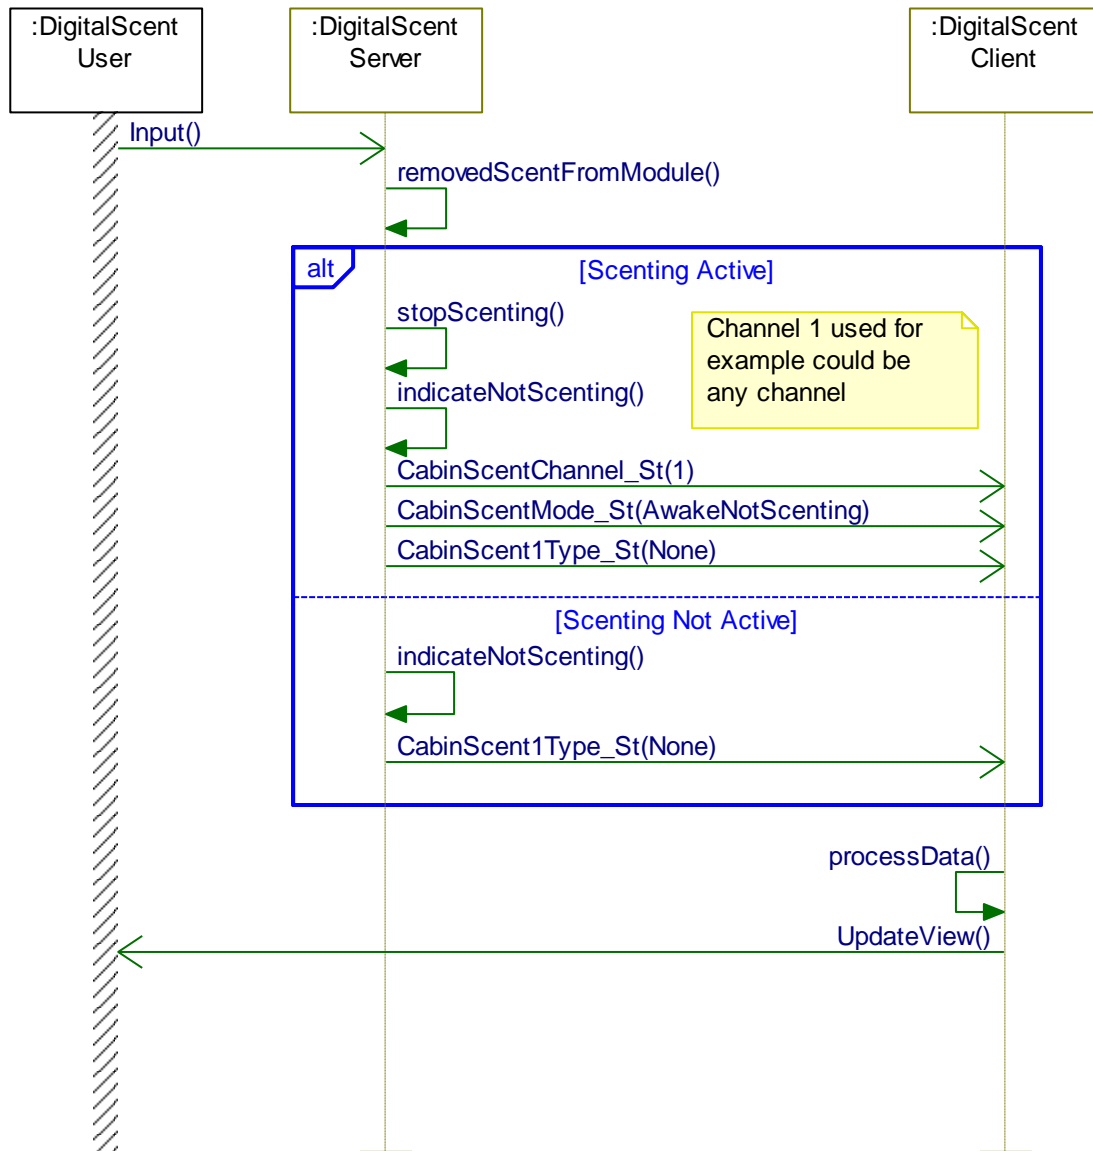 :DigitalScent
User
:DigitalScent
Server
:DigitalScent
Client
Input()
removedScentFromModule()
alt
[Scenting Active]
stopScenting()
Channel 1 used for
example could be
any channel
indicateNotScenting()
CabinScentChannel_St(1)
CabinScentMode_St(AwakeNotScenting)
CabinScent1Type_St(None)
[Scenting Not Active]
indicateNotScenting()
CabinScent1Type_St(None)
processData()
UpdateView()